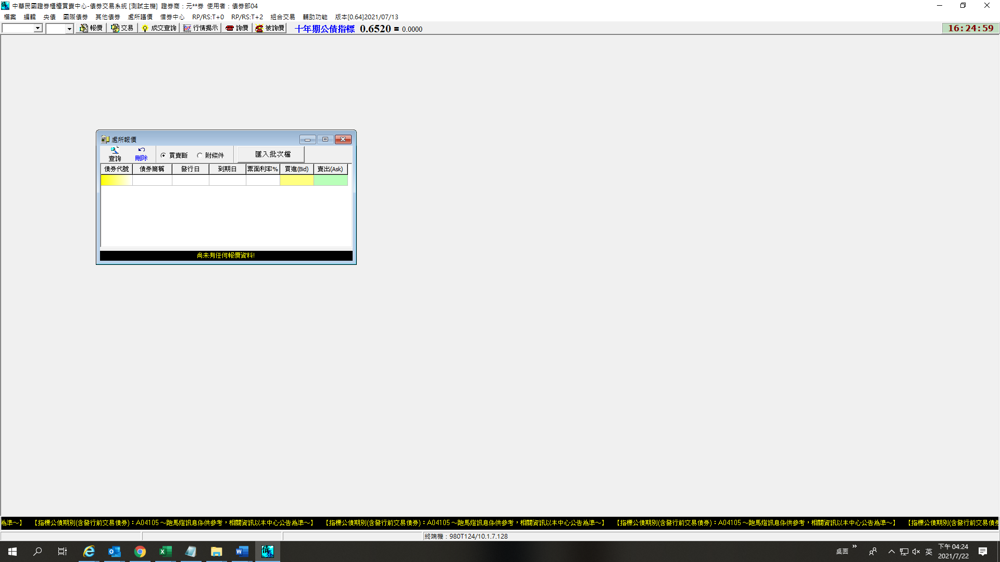 中華民國證券櫃檯買賣中心-債券交易系統 [測試主機] 證券商：元**券 使用者：債券部04
檔案 編輯 央債 國際債券 其他債券 處所議價 債券中心 RP/RS:T+0 RP/RS:T+2 組合交易 輔助功能 版本[0.64]2021/07/13
報價 交易 成交查詢 行情揭示 詢價 被詢價 十年期公債指標 0.6520 = 0.0000 16:24:59
處所報價
查詢 刪除 買賣斷 附條件 匯入批次檔
債券代號 債券簡稱 發行日 到期日 票面利率% 買進(Bid) 賣出(Ask)
尚未有任何報價資料!
為準～】 【指標公債期別(含發行前交易債券)：A04105～跑馬燈訊息係供參考，相關資訊以本中心公告為準～】 【指標公債期別(含發行前交易債券)：A04105～跑馬燈訊息係供參考，相關資訊以本中心公告為準～】 【指標公債期別(含發行前交易債券)：A04105～跑馬燈訊息係供參考，相關資訊以本中心公告為準～】 【指標公債期別(含發行前交易債券
終端機：980T124/10.1.7.128
桌面 英 下午 04:24
2021/7/22